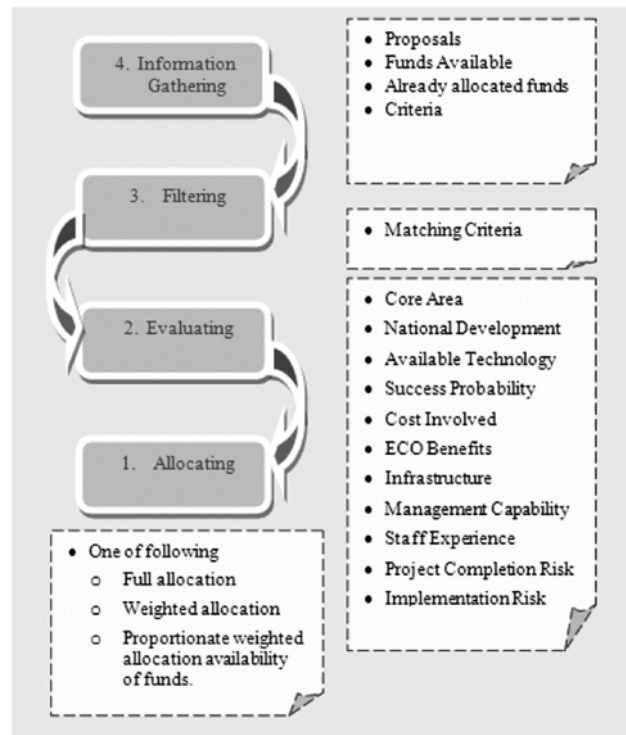 4. Information
Gathering
• Proposals
• Funds Available
• Already allocated funds
• Criteria
3. Filtering
• Matching Criteria
2. Evaluating
• Core Area
• National Development
• Available Technology
• Success Probability
• Cost Involved
• ECO Benefits
• Infrastructure
• Management Capability
• Staff Experience
• Project Completion Risk
• Implementation Risk
1. Allocating
• One of following
o Full allocation
o Weighted allocation
o Proportionate weighted
allocation availability
of funds.